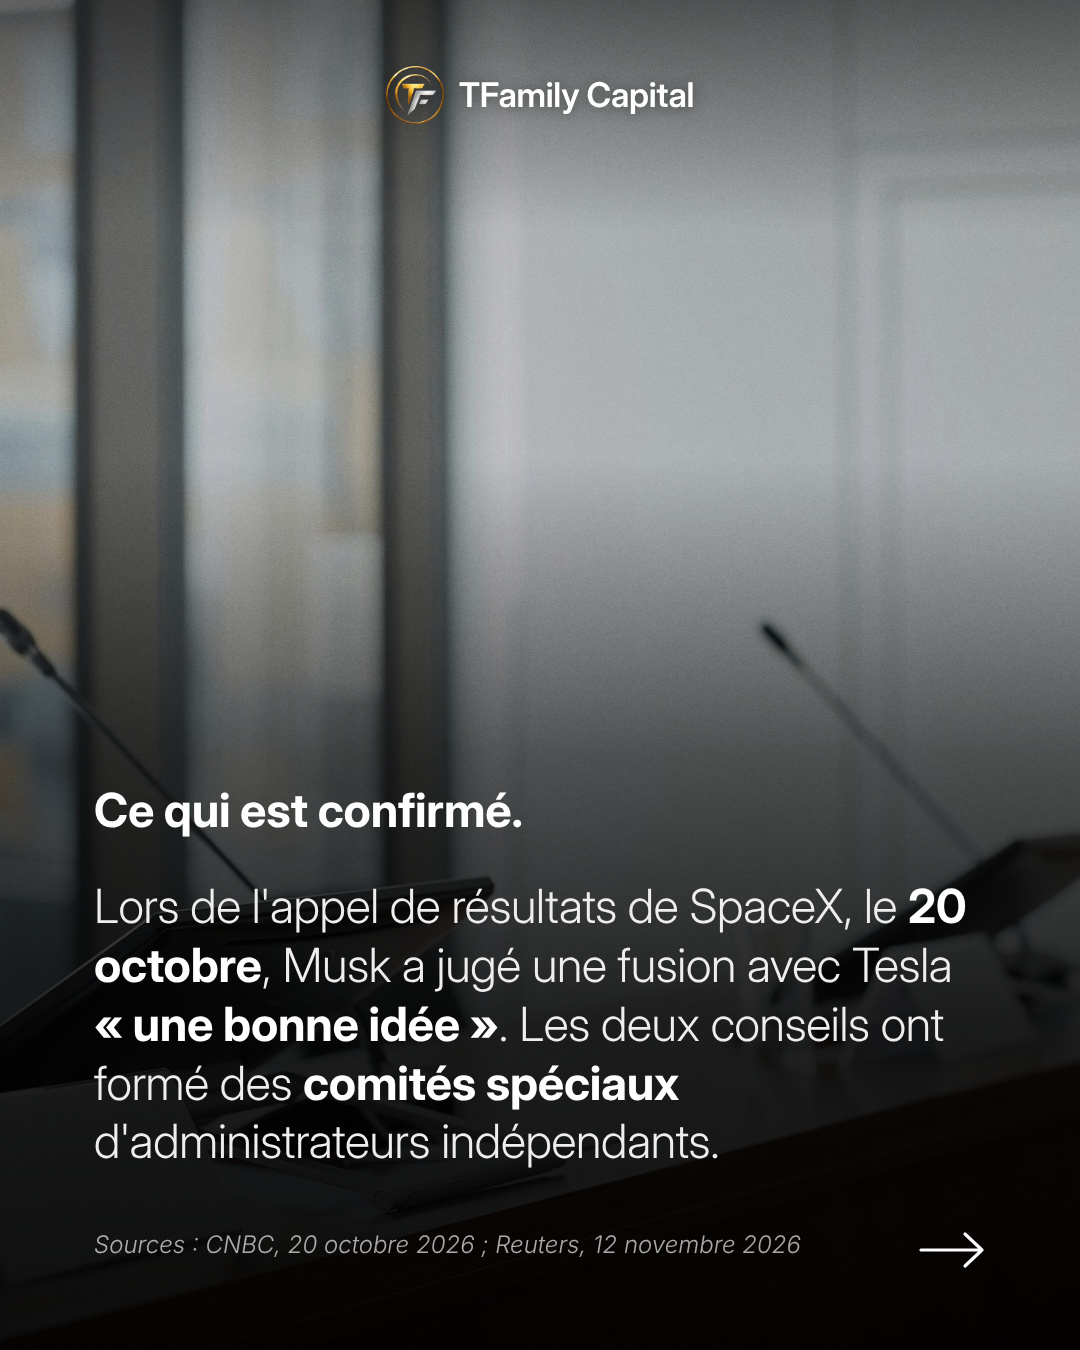 TF TFamily Capital
Ce qui est confirmé.
Lors de l'appel de résultats de SpaceX, le 20
octobre, Musk a jugé une fusion avec Tesla
« une bonne idée ». Les deux conseils ont
formé des comités spéciaux
d'administrateurs indépendants.
Sources : CNBC, 20 octobre 2026 ; Reuters, 12 novembre 2026